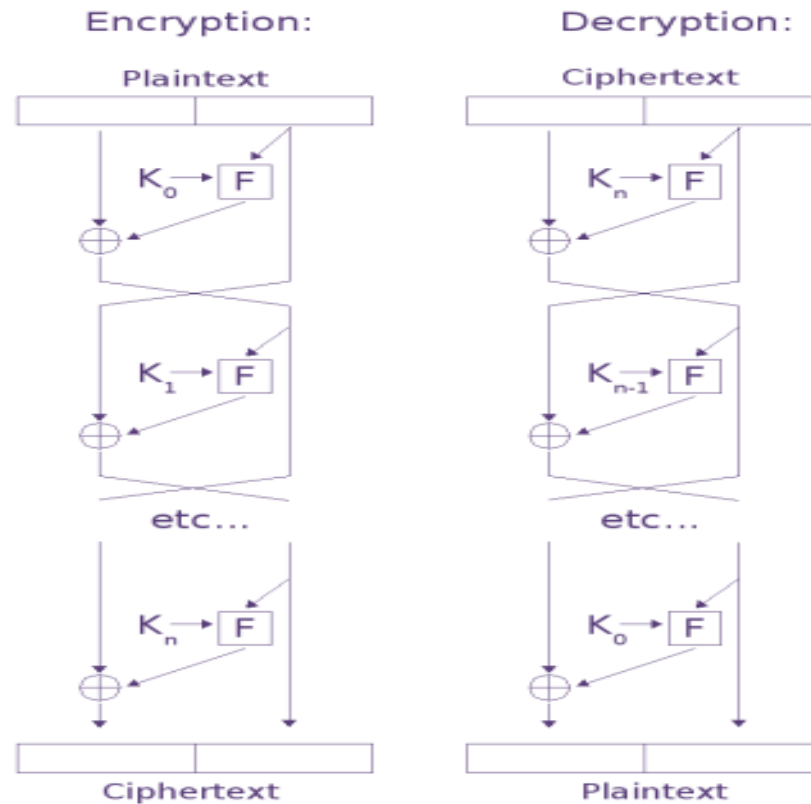 Encryption:
Plaintext
K0 F
K1 F
etc...
Kn F
Ciphertext
Decryption:
Ciphertext
Kn F
Kn-1 F
etc...
K0 F
Plaintext